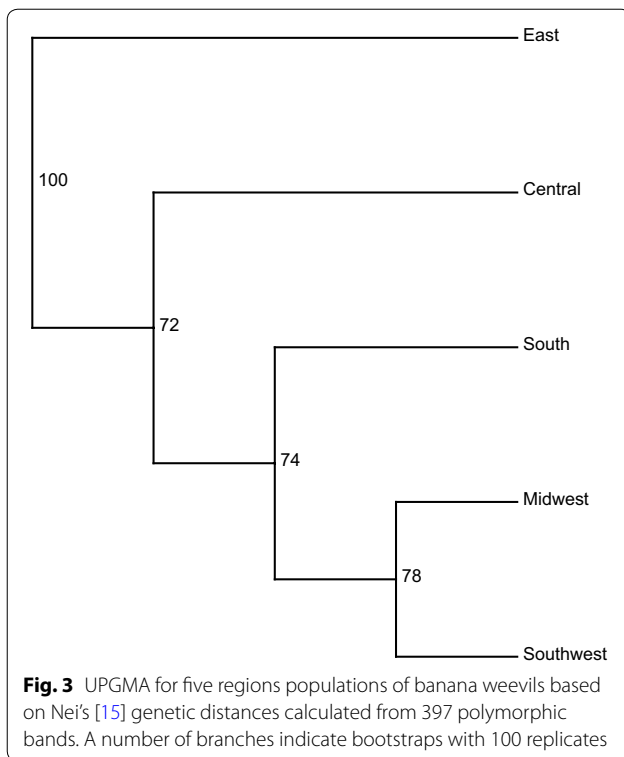 East
100
Central
72
South
74
Midwest
78
Southwest
Fig. 3 UPGMA for five regions populations of banana weevils based
on Nei's [15] genetic distances calculated from 397 polymorphic
bands. A number of branches indicate bootstraps with 100 replicates